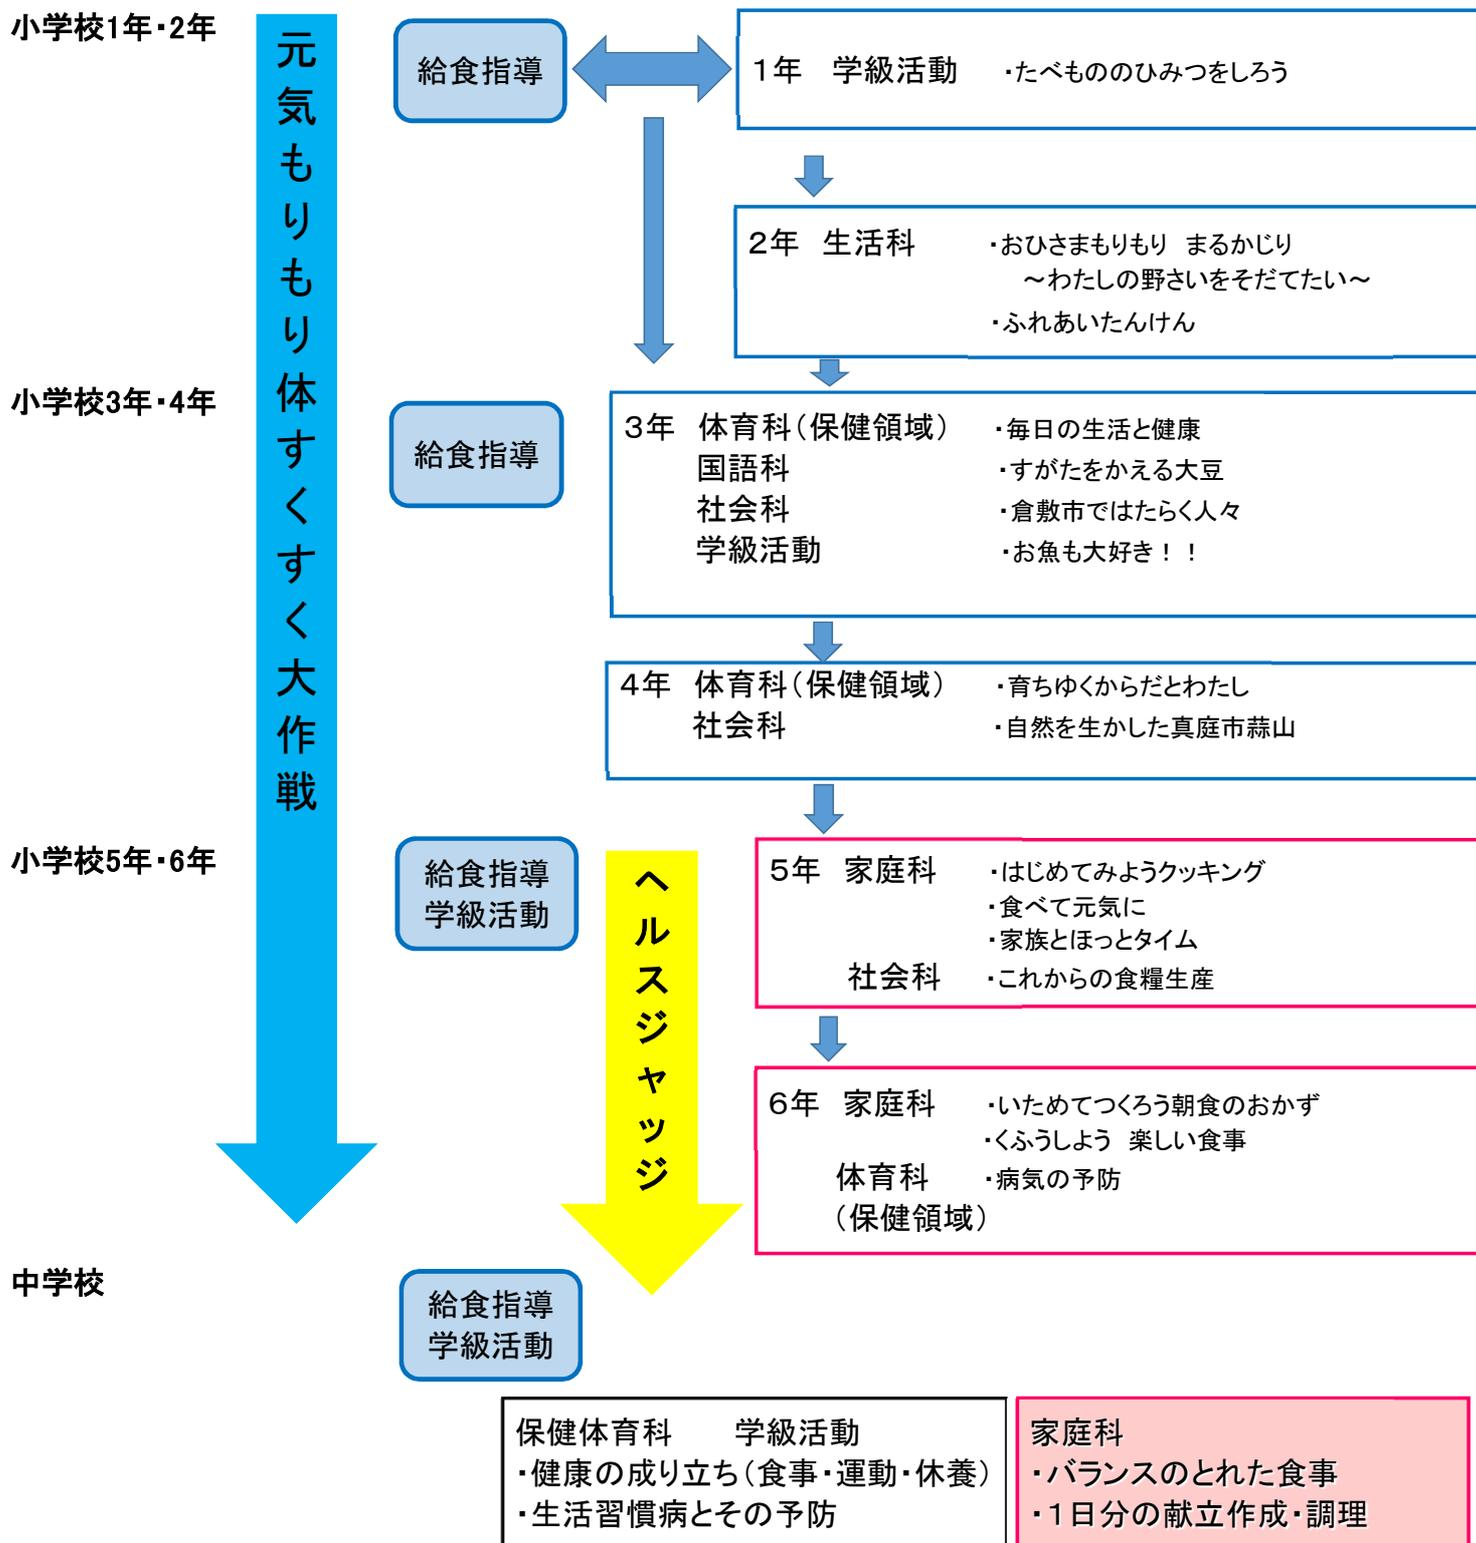 小学校1年・2年
元気もりもり体すくすく大作戦
給食指導
1年 学級活動 ・たべもののひみつをしろう
2年 生活科 ・おひさまもりもり まるかじり
～わたしの野さいをそだてたい～
・ふれあいたんけん
小学校3年・4年
給食指導
3年 体育科（保健領域） ・毎日の生活と健康
国語科 ・すがたをかえる大豆
社会科 ・倉敷市ではたらく人々
学級活動 ・お魚も大好き！！
4年 体育科（保健領域） ・育ちゆくからだとわたし
社会科 ・自然を生かした真庭市蒜山
小学校5年・6年
給食指導
学級活動
ヘルスジャッジ
5年 家庭科 ・はじめてみようクッキング
・食べて元気に
・家族とほっとタイム
社会科 ・これからの食糧生産
6年 家庭科 ・いためてつくろう朝食のおかず
・くふうしよう 楽しい食事
体育科 ・病気の予防
（保健領域）
中学校
給食指導
学級活動
保健体育科 学級活動
・健康の成り立ち（食事・運動・休養）
・生活習慣病とその予防
家庭科
・バランスのとれた食事
・1日分の献立作成・調理